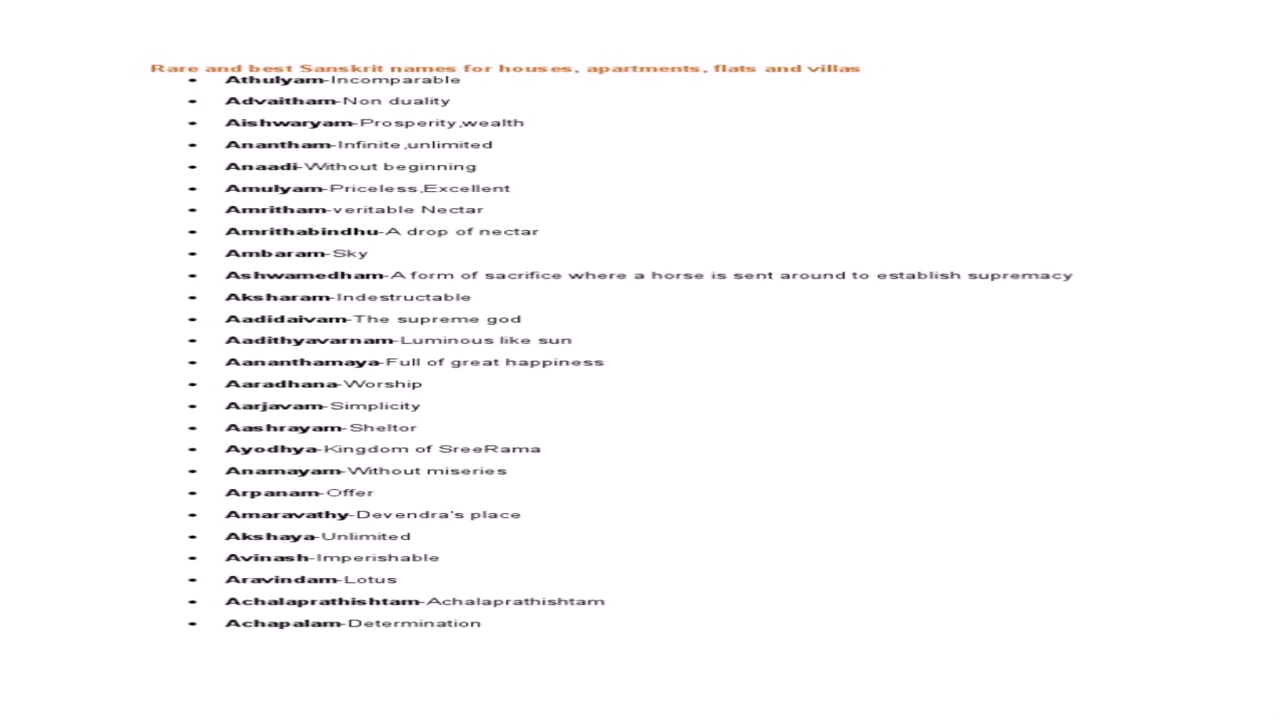 Rare and best Sanskrit names for houses, apartments, flats and villas
• Athulyam-Incomparable
• Advaitham-Non duality
• Aishwaryam-Prosperity,wealth
• Anantham-Infinite,unlimited
• Anaadi-Without beginning
• Amulyam-Priceless,Excellent
• Amritham-veritable Nectar
• Amrithabindhu-A drop of nectar
• Ambaram-Sky
• Ashwamedham-A form of sacrifice where a horse is sent around to establish supremacy
• Aksharam-Indestructable
• Aadidaivam-The supreme god
• Aadithyavarnam-Luminous like sun
• Aananthamaya-Full of great happiness
• Aaradhana-Worship
• Aarjavam-Simplicity
• Aashrayam-Sheltor
• Ayodhya-Kingdom of SreeRama
• Anamayam-Without miseries
• Arpanam-Offer
• Amaravathy-Devendra's place
• Akshaya-Unlimited
• Avinash-Imperishable
• Aravindam-Lotus
• Achalaprathishtam-Achalaprathishtam
• Achapalam-Determination